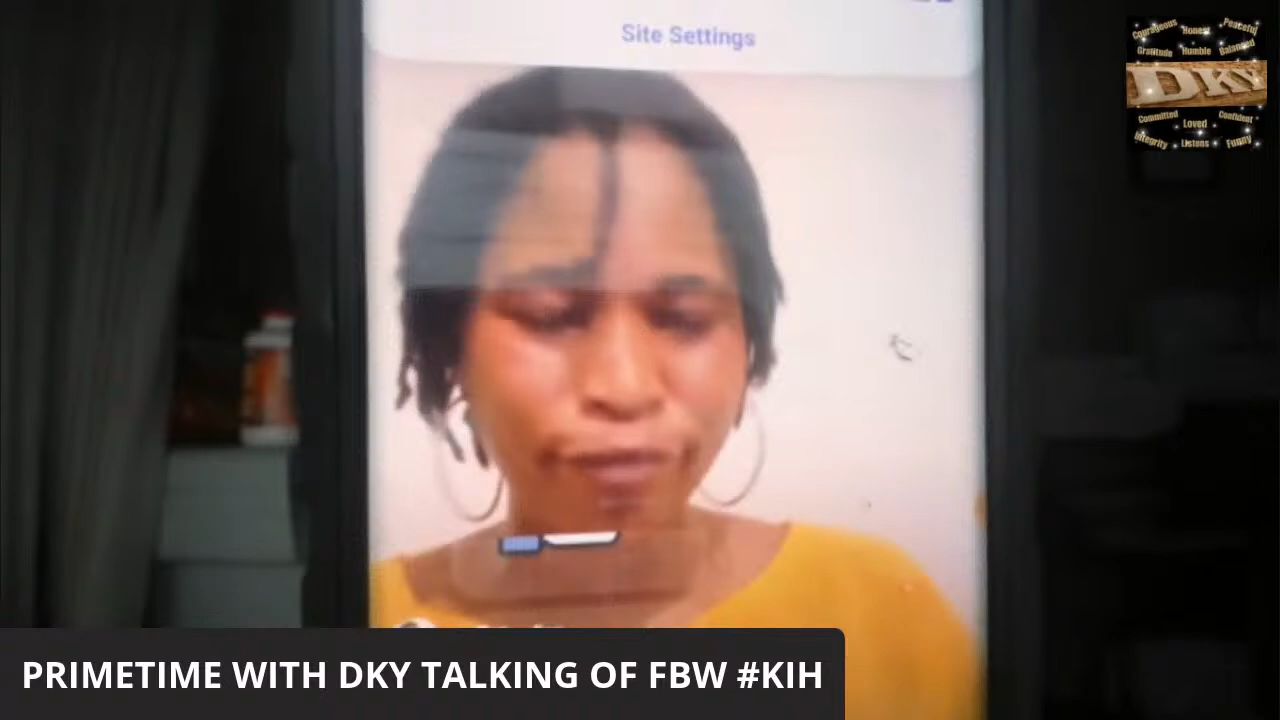 Site Settings
Courageous Honest Peaceful
Gratitude Humble Balanced
DKY
Committed Loved Confident
Integrity Listens Funny
PRIMETIME WITH DKY TALKING OF FBW #KIH